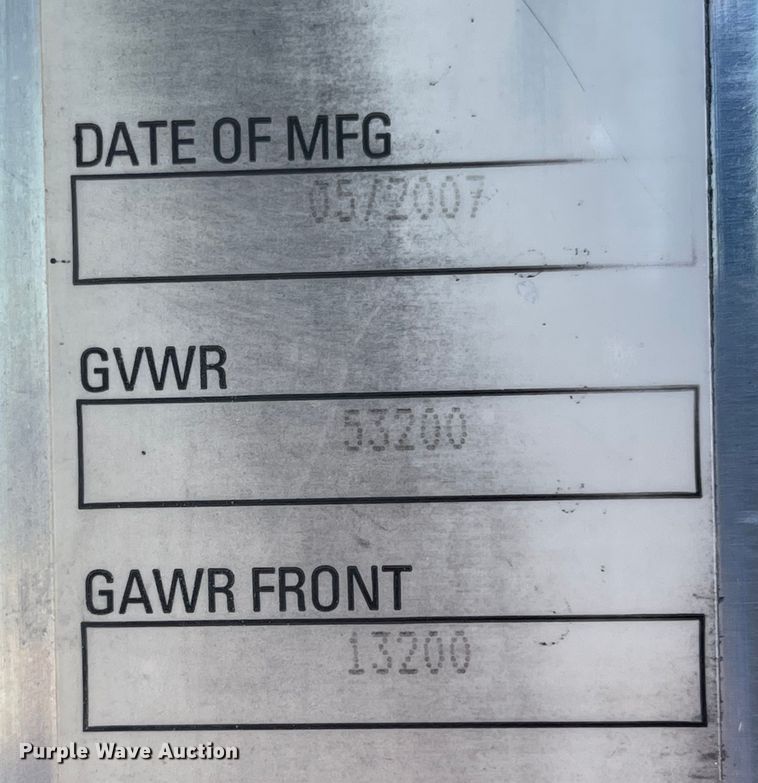 DATE OF MFG
05/2007
GVWR
53200
GAWR FRONT
13200
Purple Wave Auction